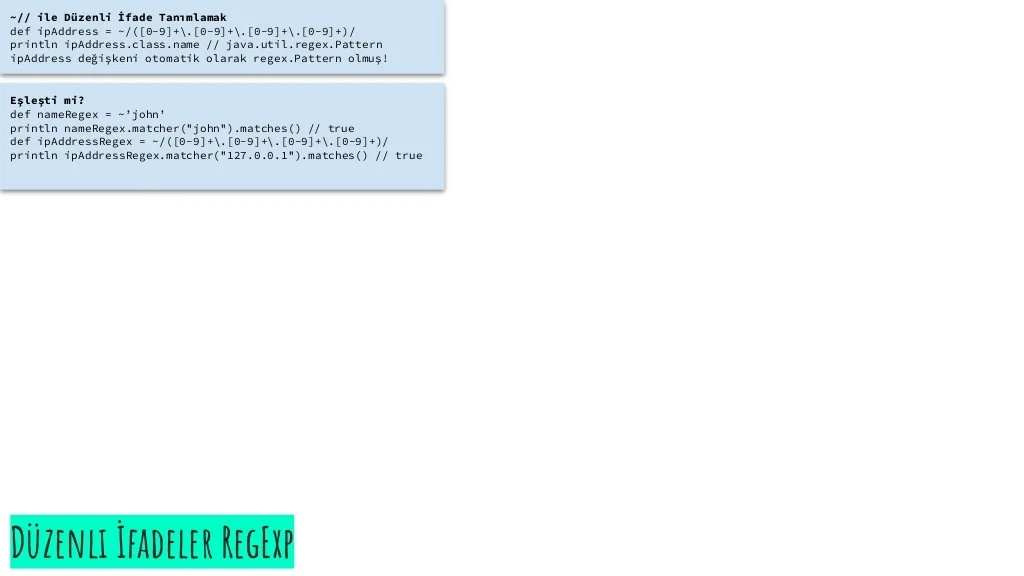 ~// ile Düzenli İfade Tanımlamak
def ipAddress = ~/([0-9]+\.[0-9]+\.[0-9]+\.[0-9]+)/
println ipAddress.class.name // java.util.regex.Pattern
ipAddress değişkeni otomatik olarak regex.Pattern olmuş!
Eşleşti mi?
def nameRegex = ~’john’
println nameRegex.matcher("john").matches() // true
def ipAddressRegex = ~/([0-9]+\.[0-9]+\.[0-9]+\.[0-9]+)/
println ipAddressRegex.matcher("127.0.0.1").matches() // true
Düzenli İfadeler RegExp